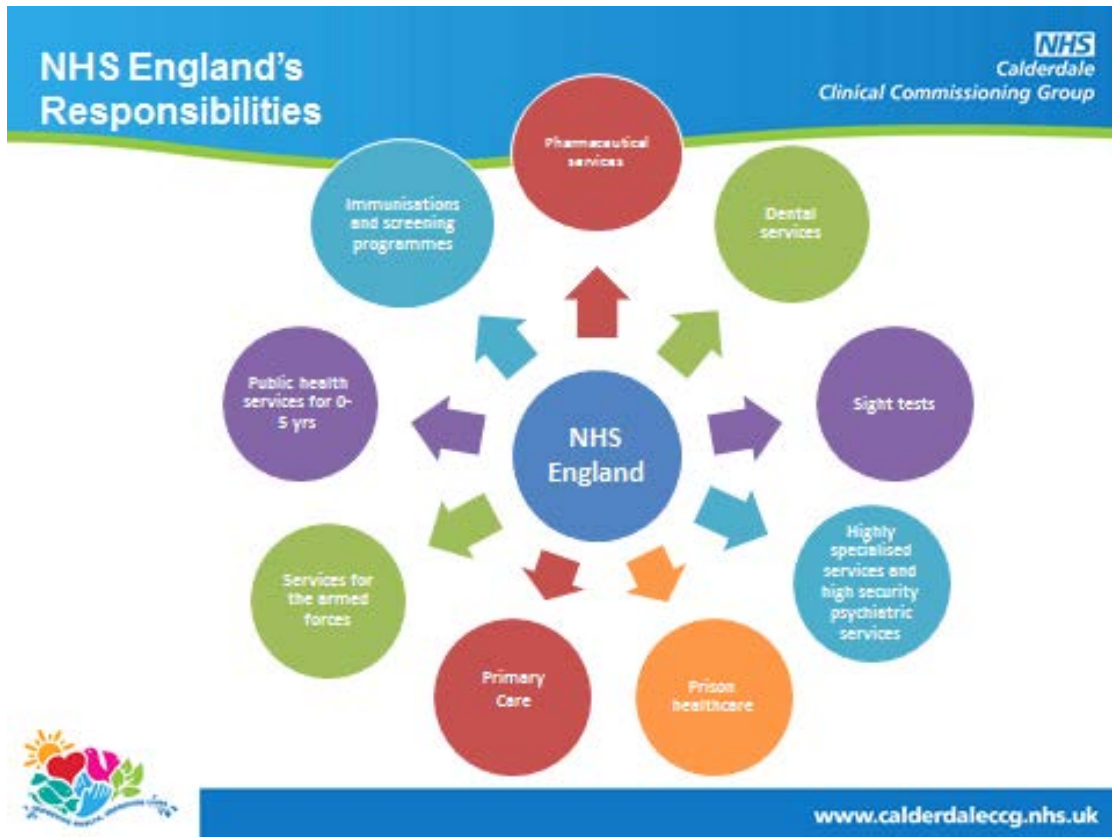 NHS England's
Responsibilities
NHS
Calderdale
Clinical Commissioning Group
Pharmaceutical
services
Dental
services
Sight tests
Highly
specialised
services and
high security
psychiatric
services
Prison
healthcare
Primary
Care
Services for
the armed
forces
Public health
services for 0-
5 yrs
Immunisations
and screening
programmes
NHS
England
www.calderdaleccg.nhs.uk